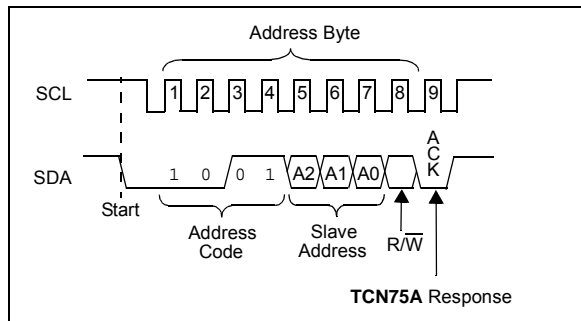 Address Byte
SCL
1 2 3 4 5 6 7 8 9
SDA
1 0 0 1 A2 A1 A0 ACK
Start
Address Code
Slave Address
R/W̅
TCN75A Response